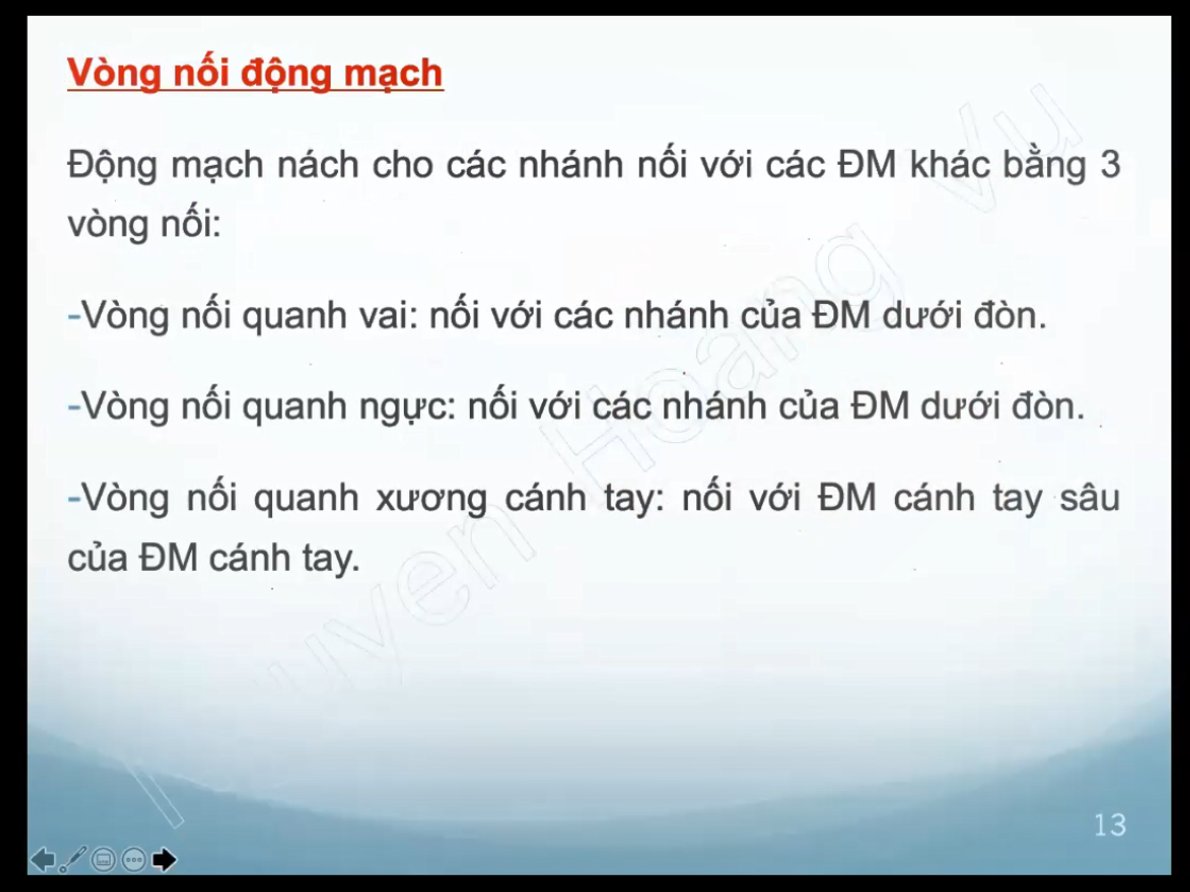 Vòng nối động mạch
Động mạch nách cho các nhánh nối với các ĐM khác bằng 3
vòng nối:
-Vòng nối quanh vai: nối với các nhánh của ĐM dưới đòn.
-Vòng nối quanh ngực: nối với các nhánh của ĐM dưới đòn.
-Vòng nối quanh xương cánh tay: nối với ĐM cánh tay sâu
của ĐM cánh tay.
Hoang Vu
13